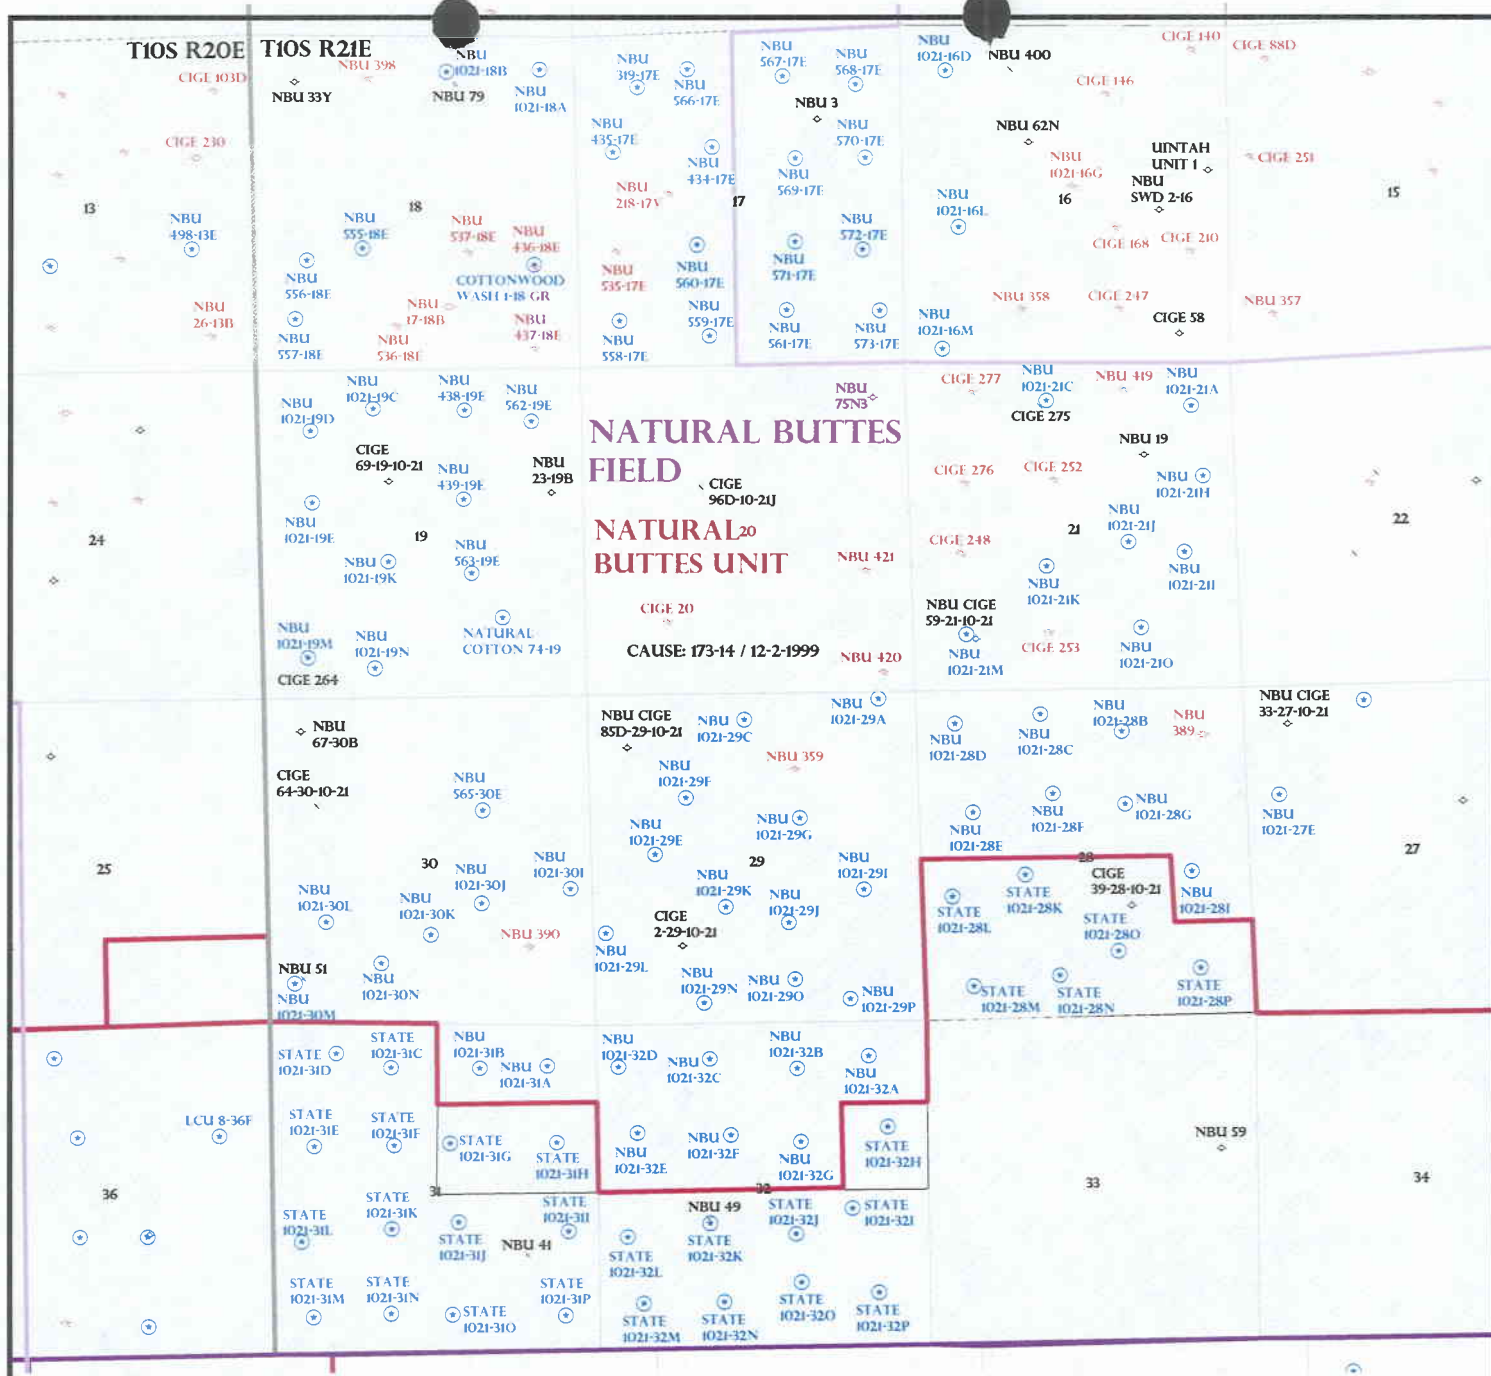 T10S R20E
T10S R21E
CIGE 103D
NBU 33Y
NBU 398
NBU
1021-18B
NBU 79
NBU
1021-18A
NBU
319-17E
NBU
566-17E
NBU
567-17E
NBU
568-17E
NBU
1021-16D
NBU 400
CIGE 140
CIGE 88D
CIGE 146
NBU 3
CIGE 230
NBU
435-17E
NBU
434-17E
NBU
570-17E
NBU
569-17E
NBU 62N
NBU
1021-16G
UINTAH
UNIT 1
NBU
SWD 2-16
CIGE 251
13
18
17
16
15
NBU
218-17V
NBU
1021-16L
NBU
498-13E
NBU
555-18E
NBU
537-18E
NBU
436-18E
NBU
572-17E
CIGE 168
CIGE 210
NBU
556-18E
COTTONWOOD
WASH 1-18 GR
NBU
535-17E
NBU
560-17E
NBU
571-17E
NBU
26-13B
NBU
17-18B
NBU
437-18E
NBU
559-17E
NBU 358
CIGE 247
NBU 357
CIGE 58
NBU
557-18E
NBU
536-18E
NBU
558-17E
NBU
561-17E
NBU
573-17E
NBU
1021-16M
NBU
1021-19D
NBU
1021-19C
NBU
438-19E
NBU
562-19E
NBU
75N3
CIGE 277
NBU
1021-21C
CIGE 275
NBU 419
NBU
1021-21A
NATURAL BUTTES
FIELD
CIGE
69-19-10-21
NBU
439-19E
NBU
23-19B
CIGE
96D-10-21J
NBU 19
CIGE 276
CIGE 252
NBU
1021-21H
NBU
1021-19E
19
NATURAL
BUTTES UNIT
20
NBU
1021-21J
21
22
24
NBU
1021-19K
NBU
563-19E
NBU 421
CIGE 248
NBU
1021-21K
NBU
1021-21I
CIGE 20
NBU CIGE
59-21-10-21
NBU
1021-19M
CIGE 264
NBU
1021-19N
NATURAL
COTTON 74-19
CAUSE: 173-14 / 12-2-1999
NBU 420
NBU
1021-21M
CIGE 253
NBU
1021-21O
NBU
67-30B
NBU CIGE
85D-29-10-21
NBU
1021-29C
NBU
1021-29A
NBU
1021-28D
NBU
1021-28C
NBU
1021-28B
NBU
389
NBU CIGE
33-27-10-21
NBU 359
CIGE
64-30-10-21
NBU
565-30E
NBU
1021-29F
NBU
1021-29E
NBU
1021-29G
NBU
1021-28E
NBU
1021-28F
NBU
1021-28G
NBU
1021-27E
25
30
29
28
27
NBU
1021-30L
NBU
1021-30K
NBU
1021-30J
NBU
1021-30I
NBU
1021-29K
NBU
1021-29J
NBU
1021-29I
CIGE
39-28-10-21
STATE
1021-28K
STATE
1021-28L
STATE
1021-28O
NBU
1021-28I
CIGE
2-29-10-21
NBU 390
NBU
1021-29L
NBU 51
NBU
1021-30M
NBU
1021-30N
NBU
1021-29N
NBU
1021-29O
NBU
1021-29P
STATE
1021-28M
STATE
1021-28N
STATE
1021-28P
STATE
1021-31D
STATE
1021-31C
NBU
1021-31B
NBU
1021-31A
NBU
1021-32D
NBU
1021-32C
NBU
1021-32B
NBU
1021-32A
LCU 8-36F
STATE
1021-31E
STATE
1021-31F
STATE
1021-31G
STATE
1021-31H
NBU
1021-32E
NBU
1021-32F
NBU
1021-32G
STATE
1021-32H
NBU 59
36
31
32
33
34
STATE
1021-31L
STATE
1021-31K
STATE
1021-31J
NBU 41
STATE
1021-31I
NBU 49
STATE
1021-32L
STATE
1021-32K
STATE
1021-32J
STATE
1021-32I
STATE
1021-31M
STATE
1021-31N
STATE
1021-31O
STATE
1021-31P
STATE
1021-32M
STATE
1021-32N
STATE
1021-32O
STATE
1021-32P